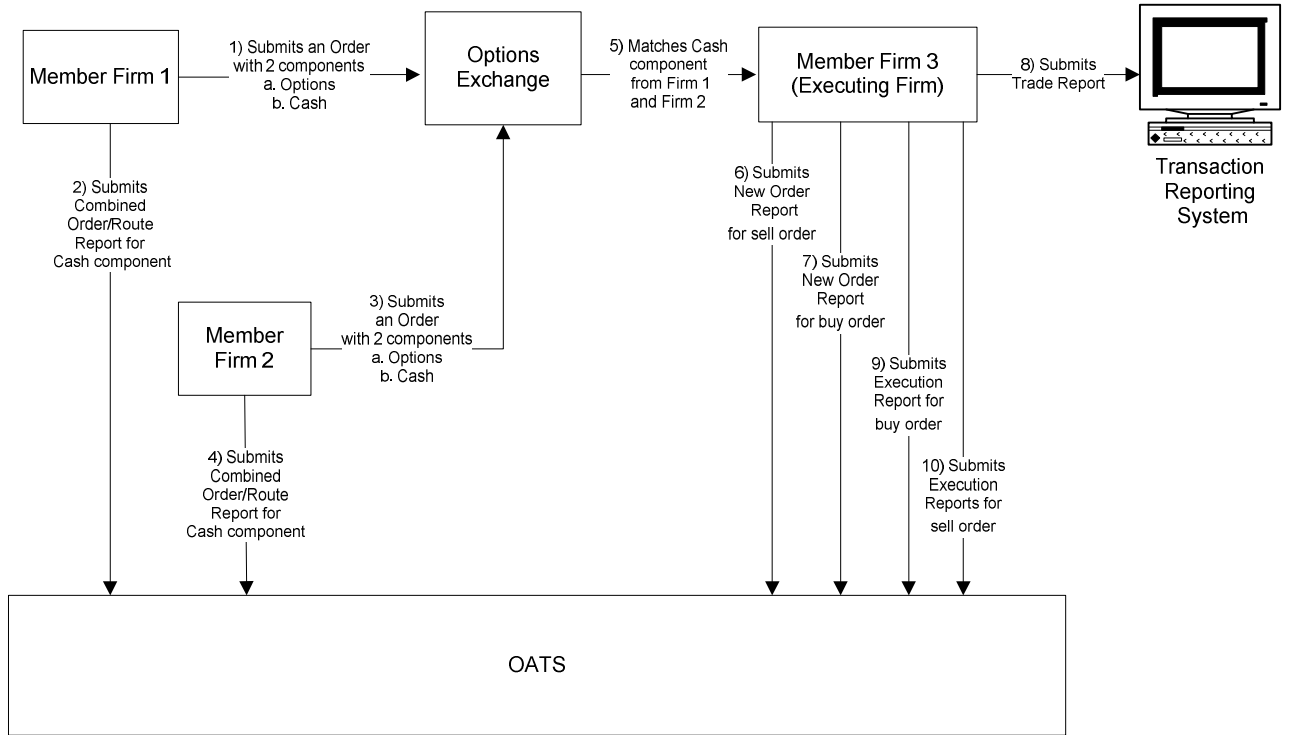 Member Firm 1
1) Submits an Order
with 2 components
a. Options
b. Cash
Options
Exchange
5) Matches Cash
component
from Firm 1
and Firm 2
Member Firm 3
(Executing Firm)
8) Submits
Trade Report
Transaction
Reporting
System
2) Submits
Combined
Order/Route
Report for
Cash component
6) Submits
New Order
Report
for sell order
7) Submits
New Order
Report
for buy order
Member
Firm 2
3) Submits
an Order
with 2 components
a. Options
b. Cash
9) Submits
Execution
Report for
buy order
4) Submits
Combined
Order/Route
Report for
Cash component
10) Submits
Execution
Reports for
sell order
OATS